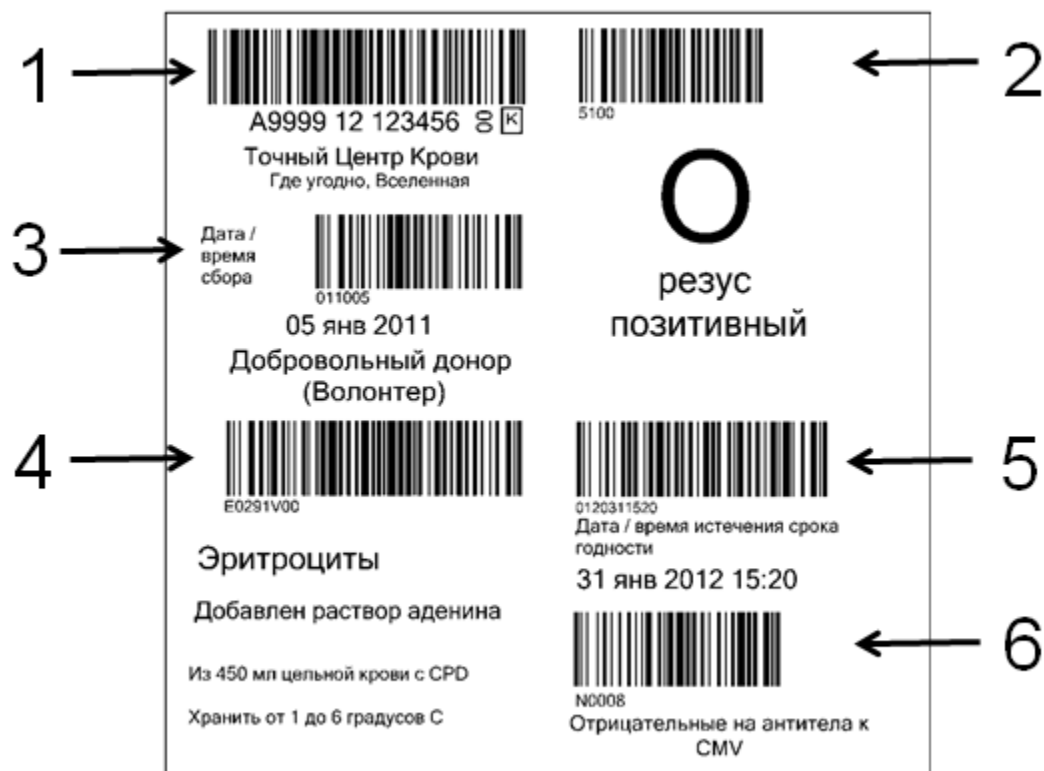 1
A9999 12 123456 00 K
Точный Центр Крови
Где угодно, Вселенная
2
5100
O
резус
позитивный
3
Дата /
время
сбора
011005
05 янв 2011
Добровольный донор
(Волонтер)
4
E0291V00
Эритроциты
Добавлен раствор аденина
Из 450 мл цельной крови с CPD
Хранить от 1 до 6 градусов С
5
0120311520
Дата / время истечения срока
годности
31 янв 2012 15:20
6
N0008
Отрицательные на антитела к
CMV